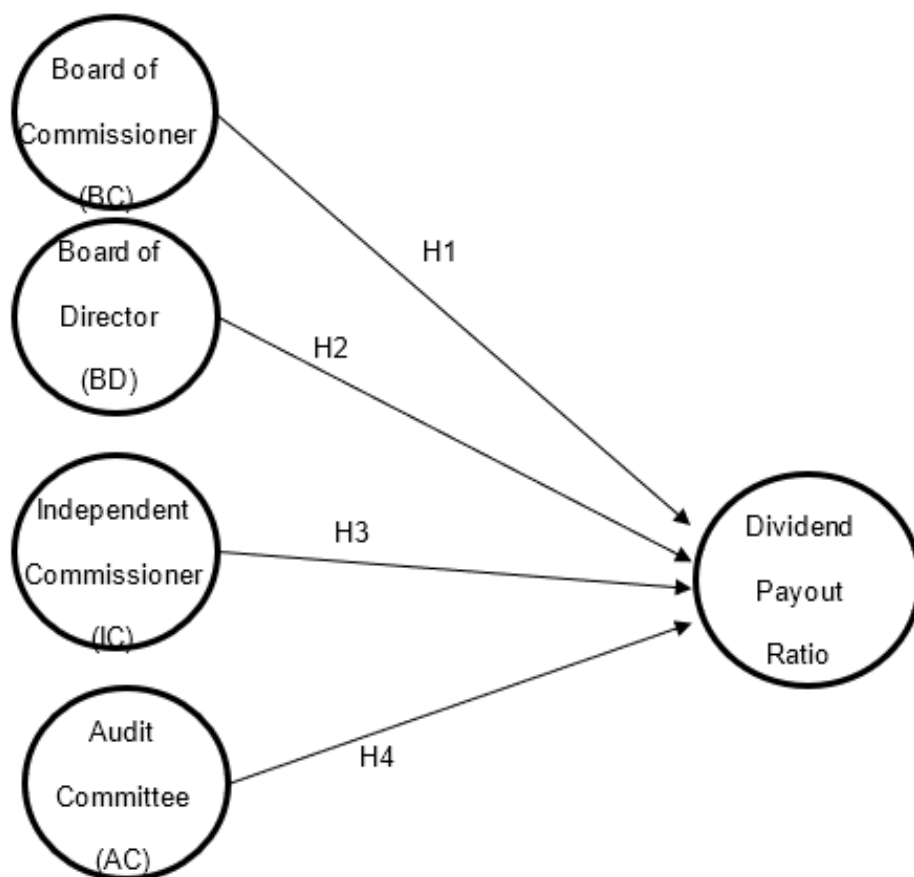 Board of
Commissioner
(BC)
H1
Board of
Director
(BD)
H2
Independent
Commissioner
(IC)
H3
Audit
Committee
(AC)
H4
Dividend
Payout
Ratio